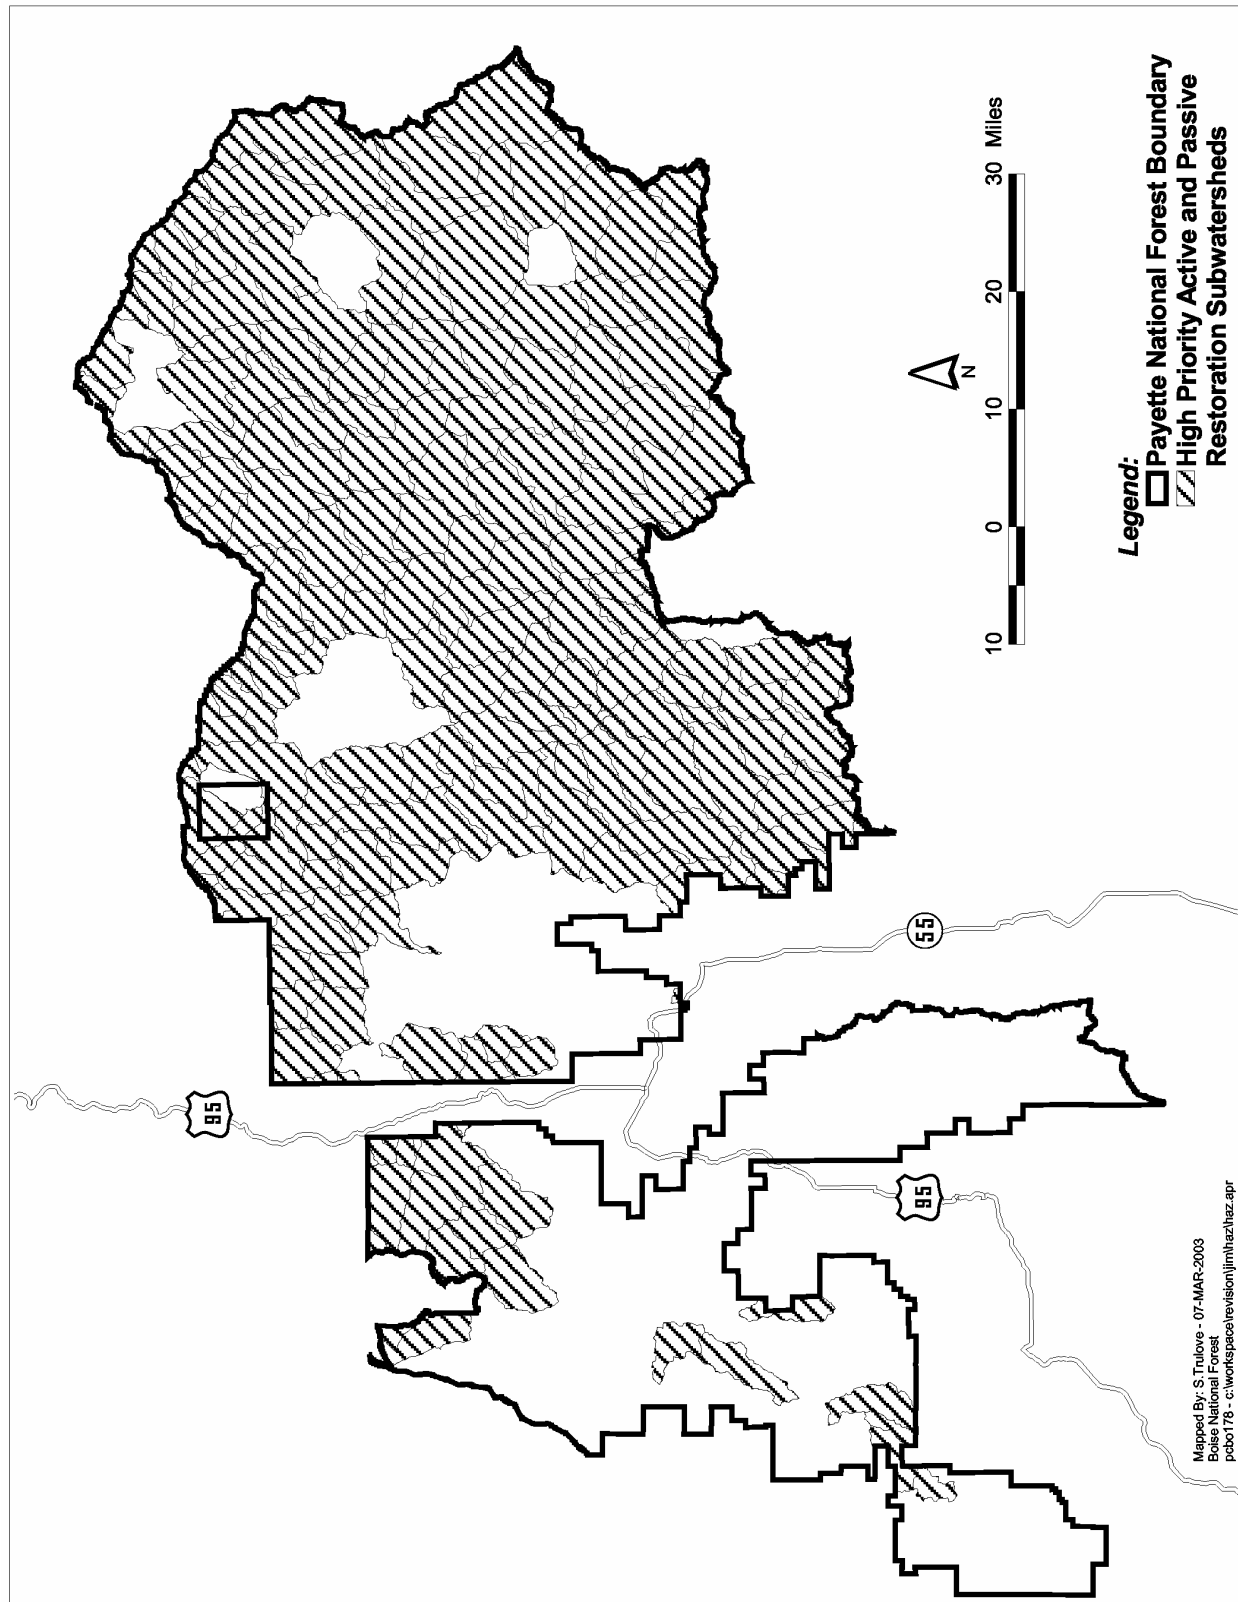 95
55
95
N
10 0 10 20 30 Miles
Legend:
Payette National Forest Boundary
High Priority Active and Passive
Restoration Subwatersheds
Mapped By: S.Trulove - 07-MAR-2003
Boise National Forest
pcbo178 - c:\workspace\revision\jim\haz\haz.apr